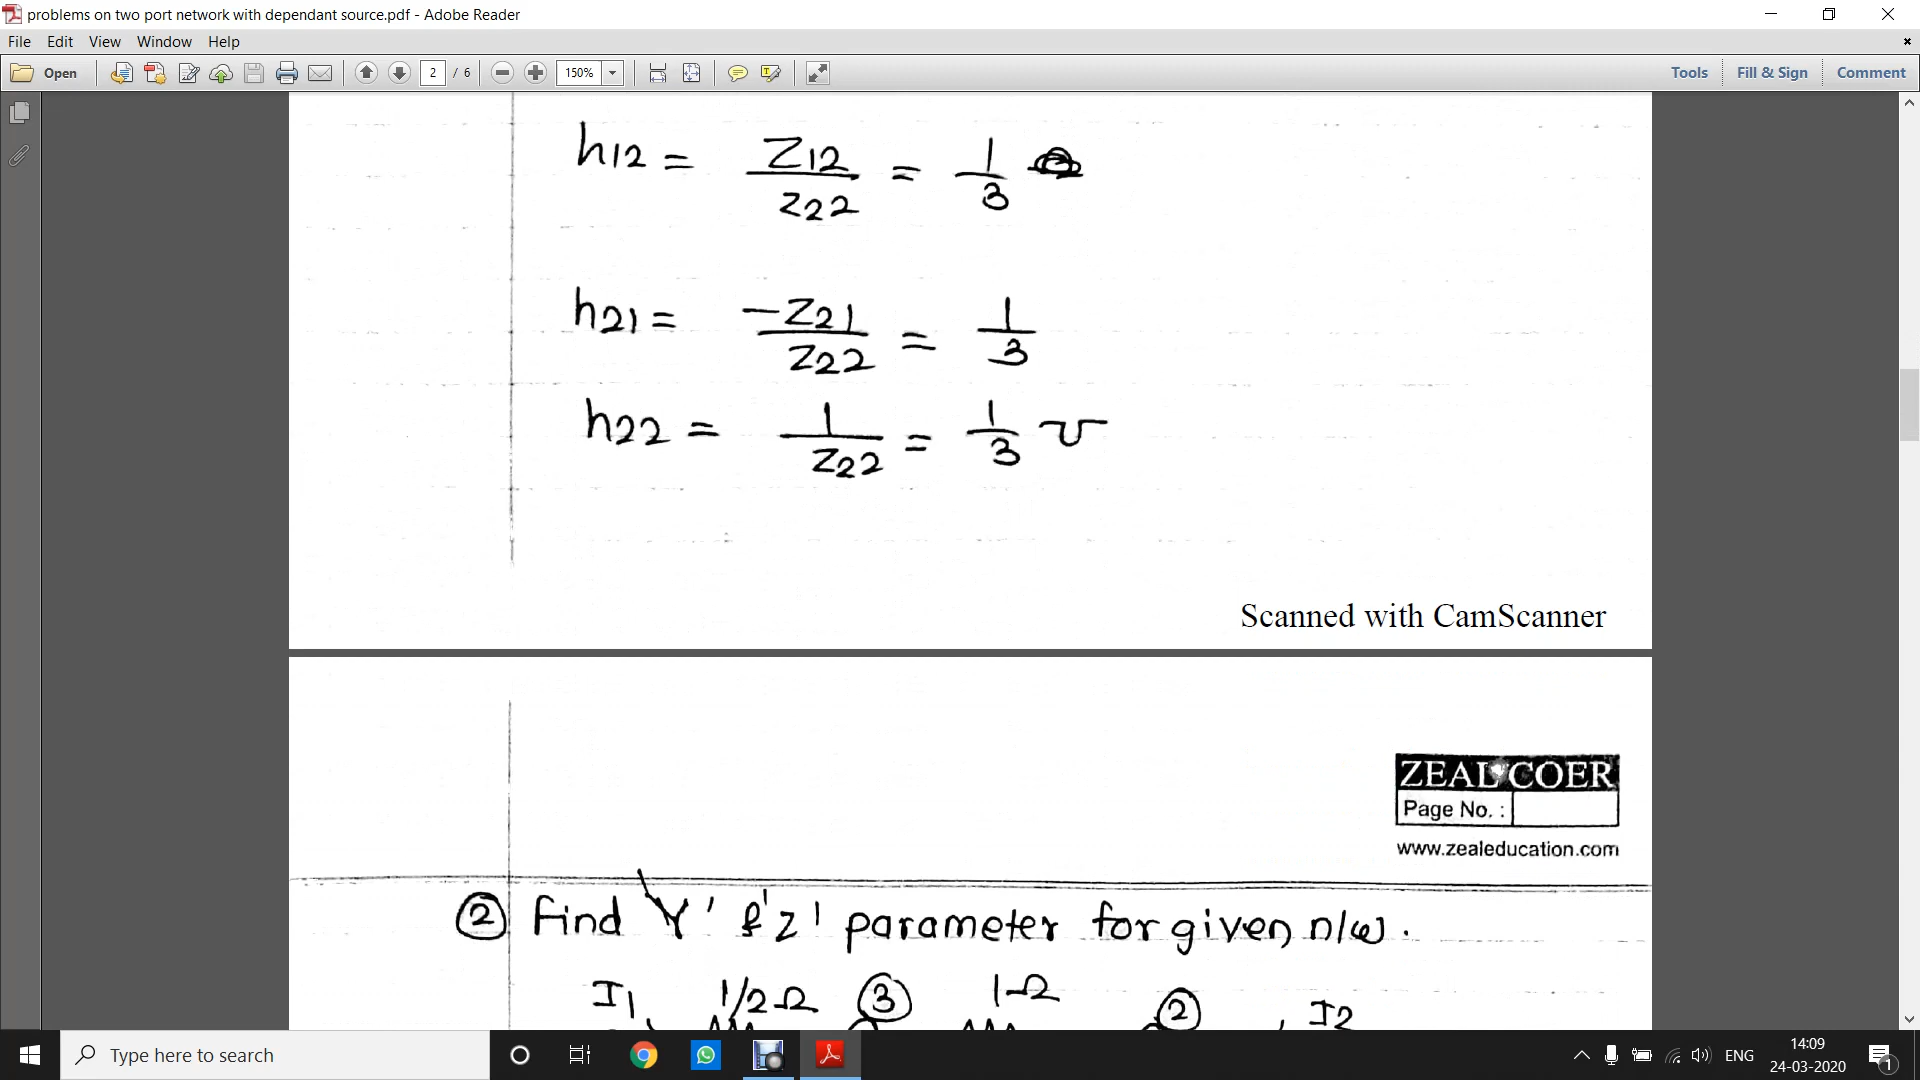 problems on two port network with dependant source.pdf - Adobe Reader
File Edit View Window Help
Open 2 / 6 150% Tools Fill & Sign Comment
h12 = Z12/Z22 = 1/3
h21 = -Z21/Z22 = 1/3
h22 = 1/Z22 = 1/3 ℧
Scanned with CamScanner
ZEAL COER
Page No. :
www.zealeducation.com
② Find 'Y' & 'Z' parameter for given n/w.
I1 1/2 Ω ③ 1 Ω ② I2
Type here to search
ENG
14:09
24-03-2020
1